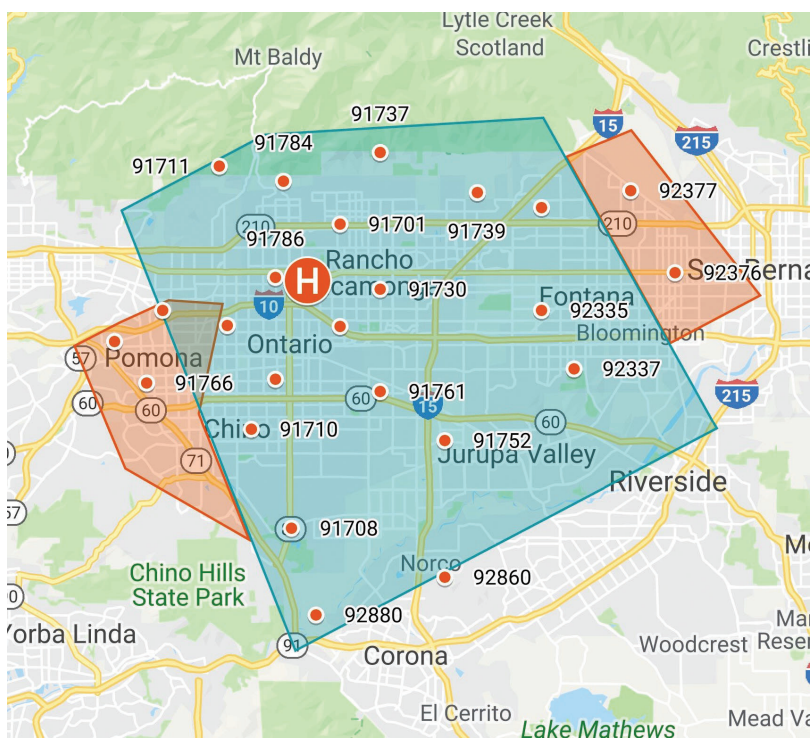 Lytle Creek
Scotland
Crestli
Mt Baldy
91737
15
215
91784
91711
92377
91701
210
210
91786
91739
Rancho
H
92376
91730
10
Fontana
92335
Bloomington
Ontario
57
Pomona
92337
91766
60
60
60
91761
15
215
60
Chino
91710
91752
Jurupa Valley
71
Riverside
57
91708
Norco
Chino Hills
State Park
92860
92880
Yorba Linda
91
Corona
Woodcrest
El Cerrito
Lake Mathews
Mead Va